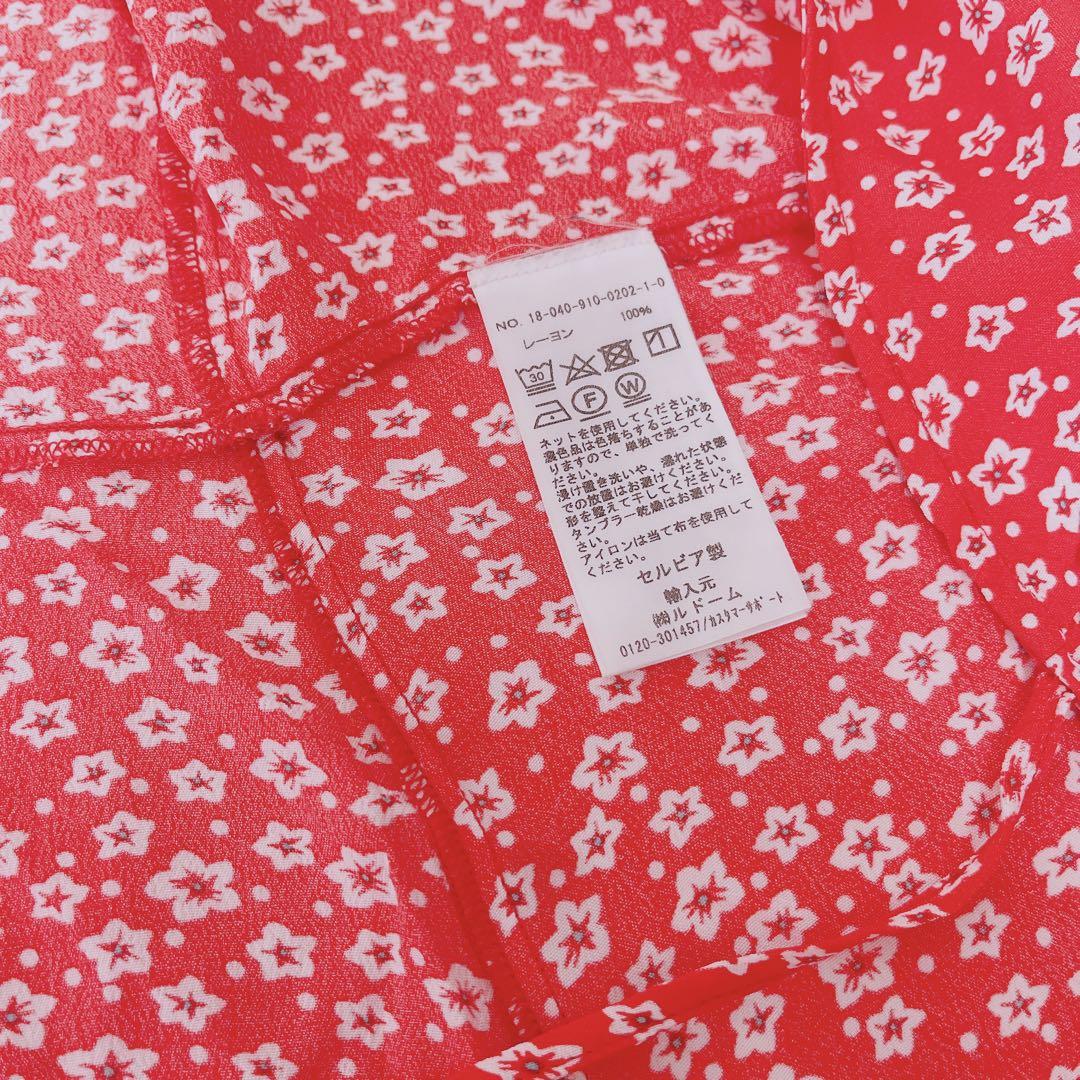 NO. 18-040-910-0202-1-0
レーヨン 100%
30
F W
ネットを使用してください。
濃色品は色落ちすることがあ
りますので、単独で洗ってく
ださい。
浸け置き洗いや、濡れた状態
での放置はお避けください。
形を整えて干してください。
タンブラー乾燥はお避けくだ
さい。
アイロンは当て布を使用して
ください。
セルビア製
輸入元
㈱ルドーム
0120-301457/ｶｽﾀﾏｰｻﾎﾟｰﾄ